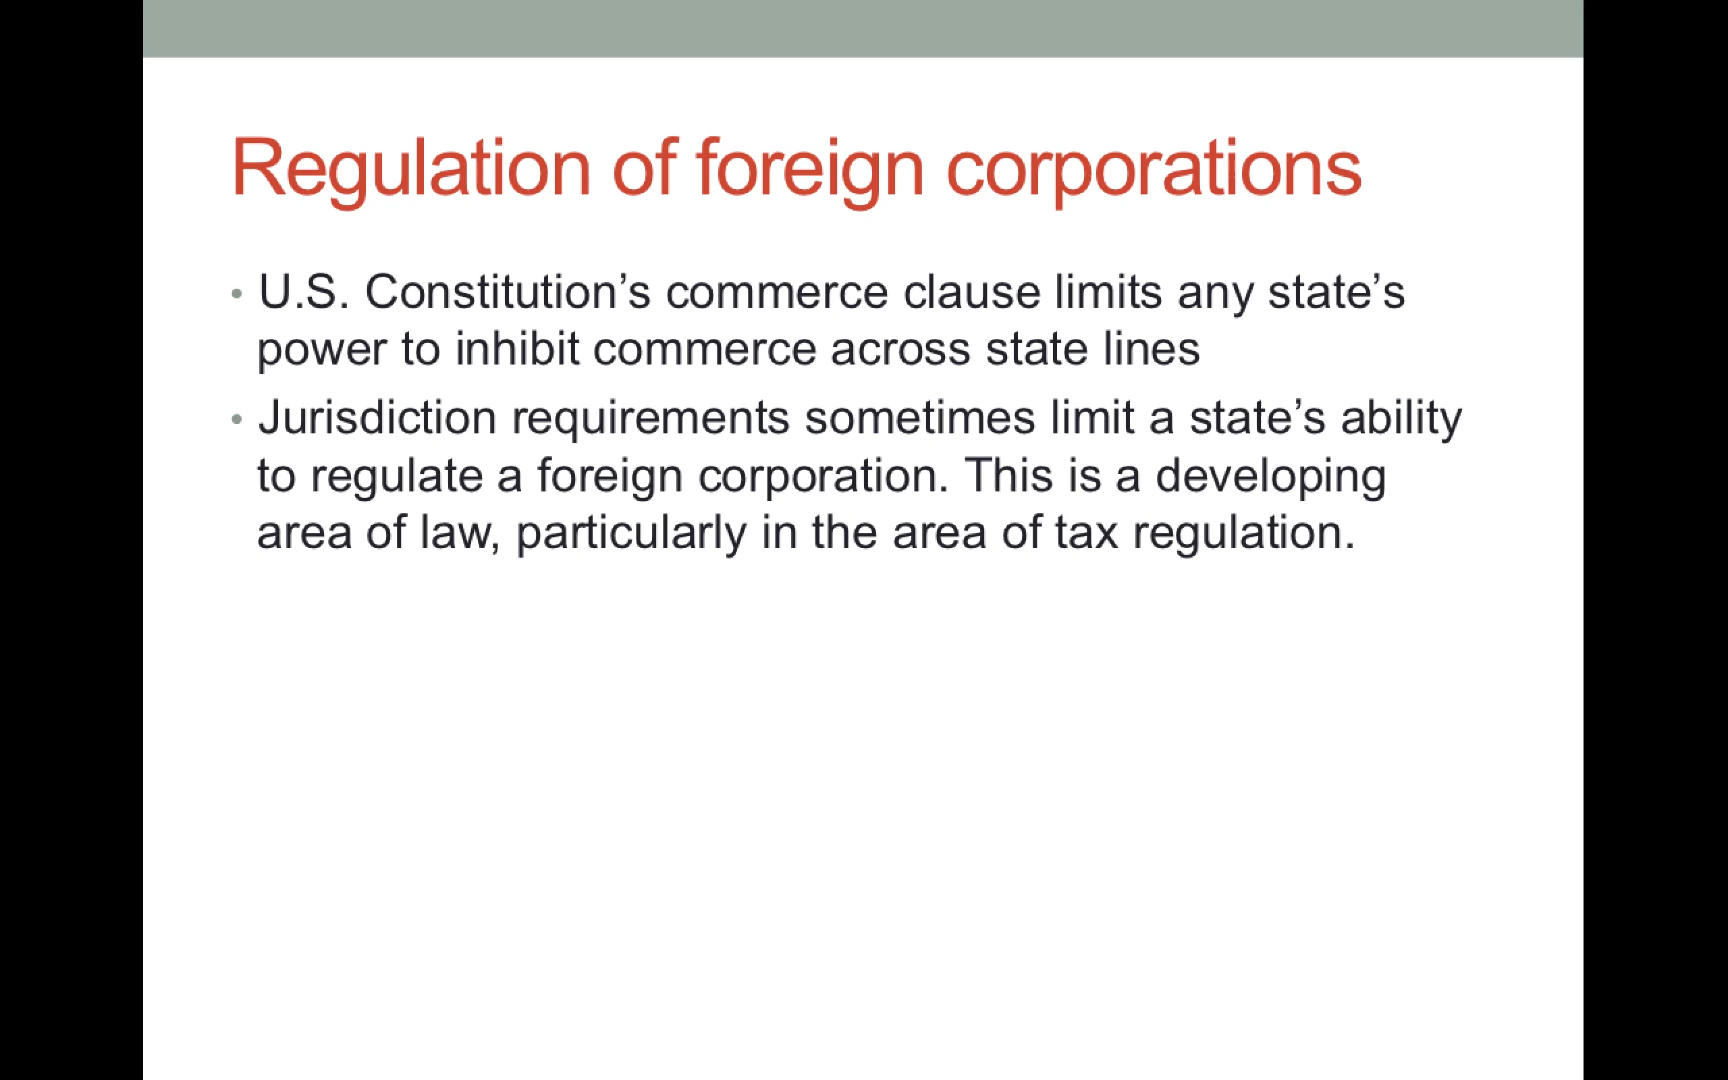 Regulation of foreign corporations
• U.S. Constitution’s commerce clause limits any state’s
power to inhibit commerce across state lines
• Jurisdiction requirements sometimes limit a state’s ability
to regulate a foreign corporation. This is a developing
area of law, particularly in the area of tax regulation.